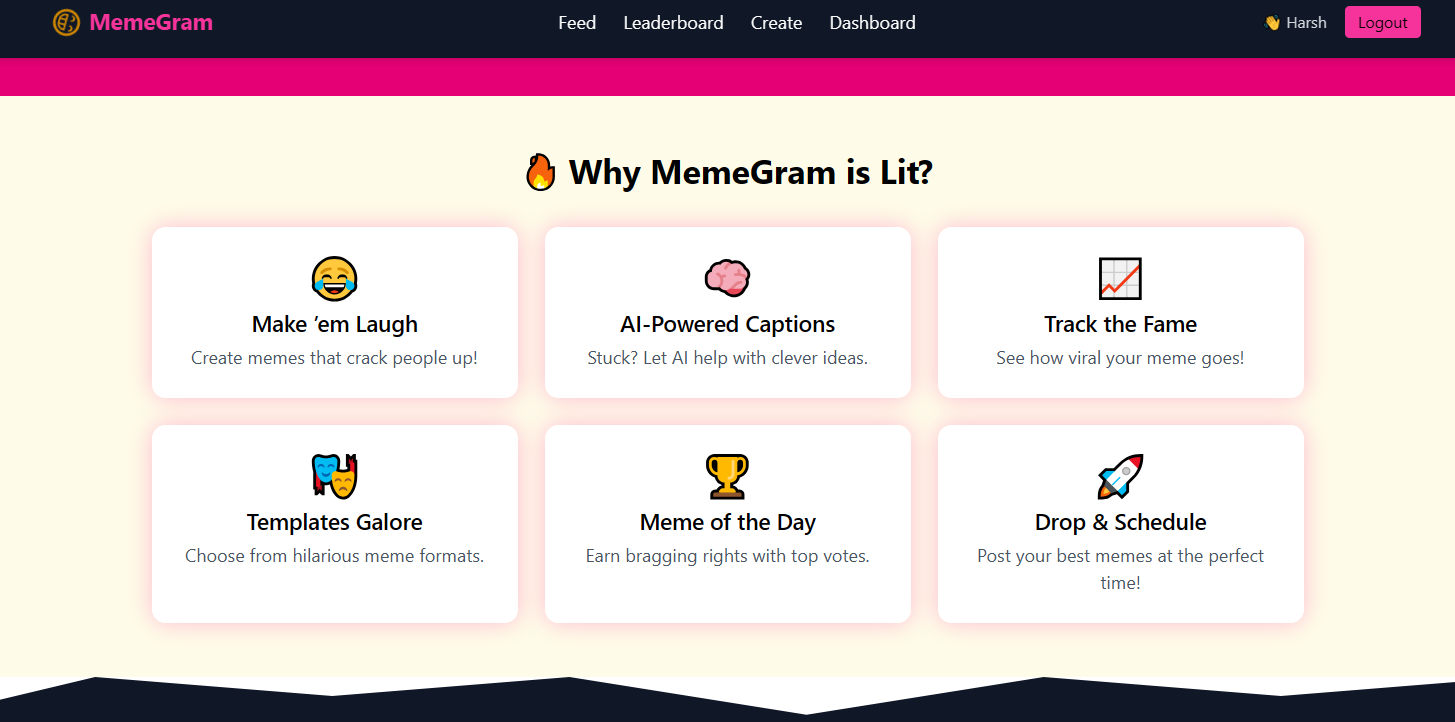 MemeGram Feed Leaderboard Create Dashboard 👋 Harsh Logout
🔥 Why MemeGram is Lit?
Make ’em Laugh
Create memes that crack people up!
AI-Powered Captions
Stuck? Let AI help with clever ideas.
Track the Fame
See how viral your meme goes!
Templates Galore
Choose from hilarious meme formats.
Meme of the Day
Earn bragging rights with top votes.
Drop & Schedule
Post your best memes at the perfect
time!